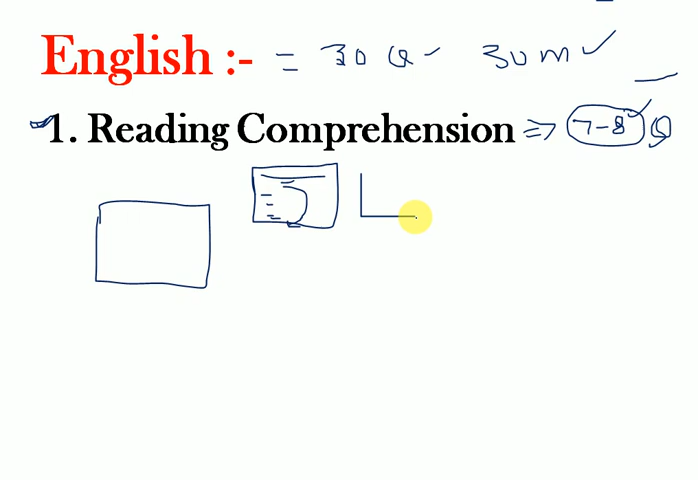 English :- = 30 Q 30 m
1. Reading Comprehension => 7-8 Q